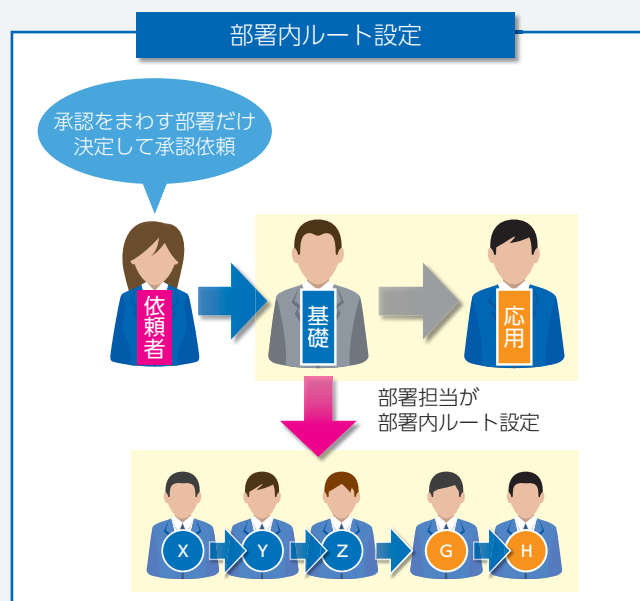 部署内ルート設定
承認をまわす部署だけ
決定して承認依頼
依頼者
基礎
応用
部署担当が
部署内ルート設定
X
Y
Z
G
H